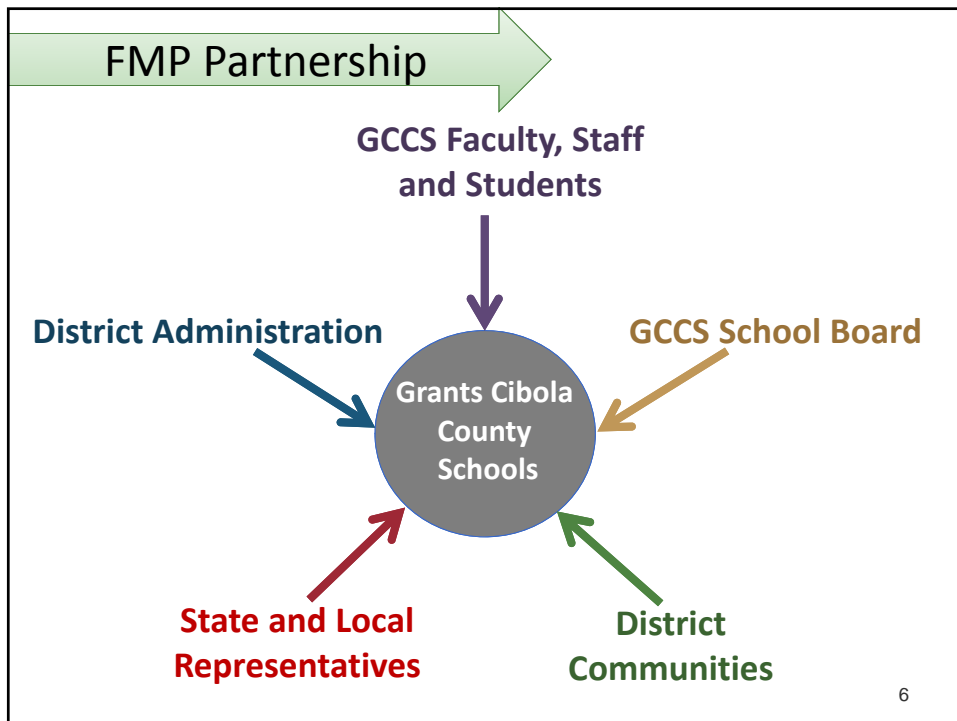 FMP Partnership
GCCS Faculty, Staff
and Students
District Administration
GCCS School Board
Grants Cibola
County
Schools
State and Local
Representatives
District
Communities
6